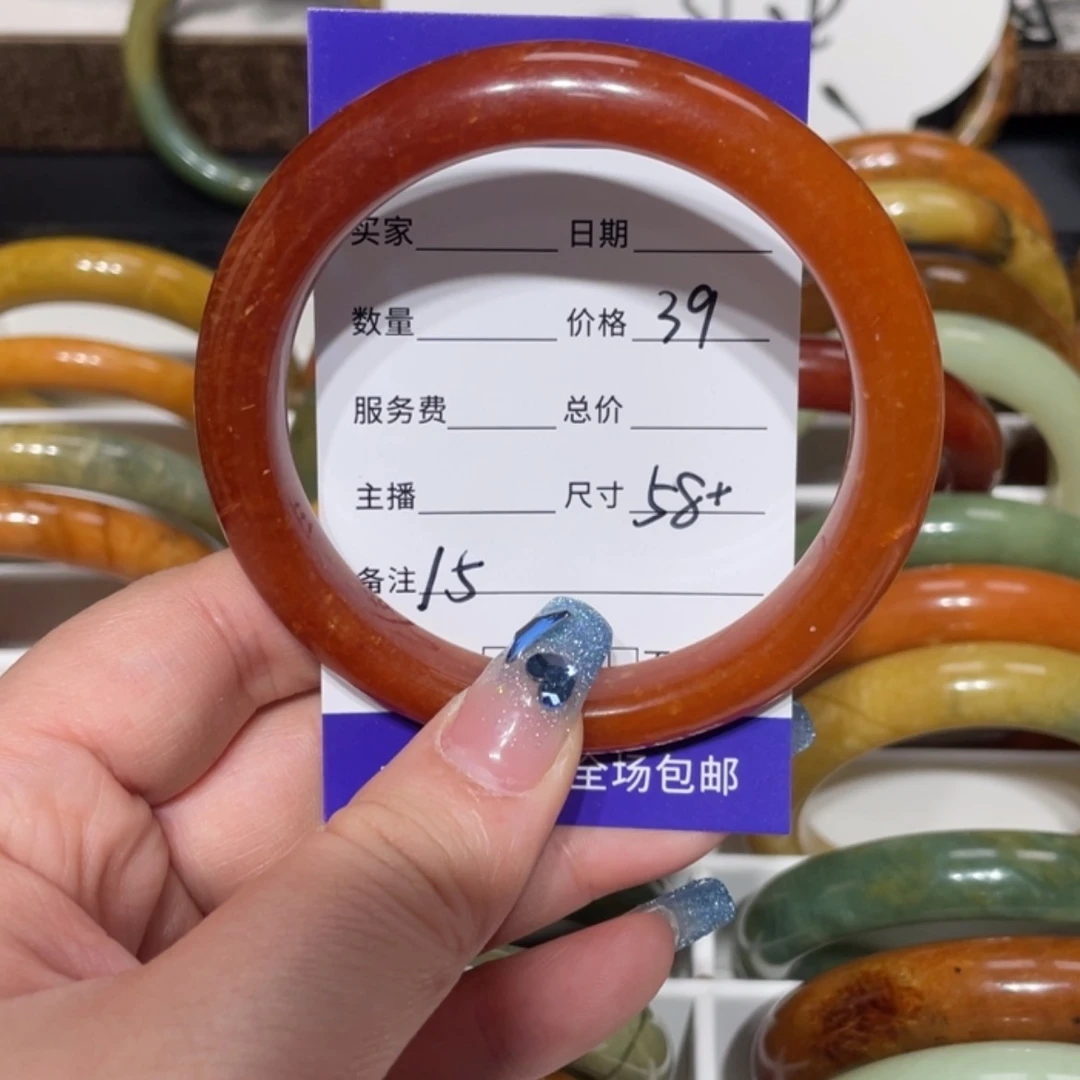 买家 日期
数量 价格 39
服务费 总价
主播 尺寸 58+
备注 15
全场包邮